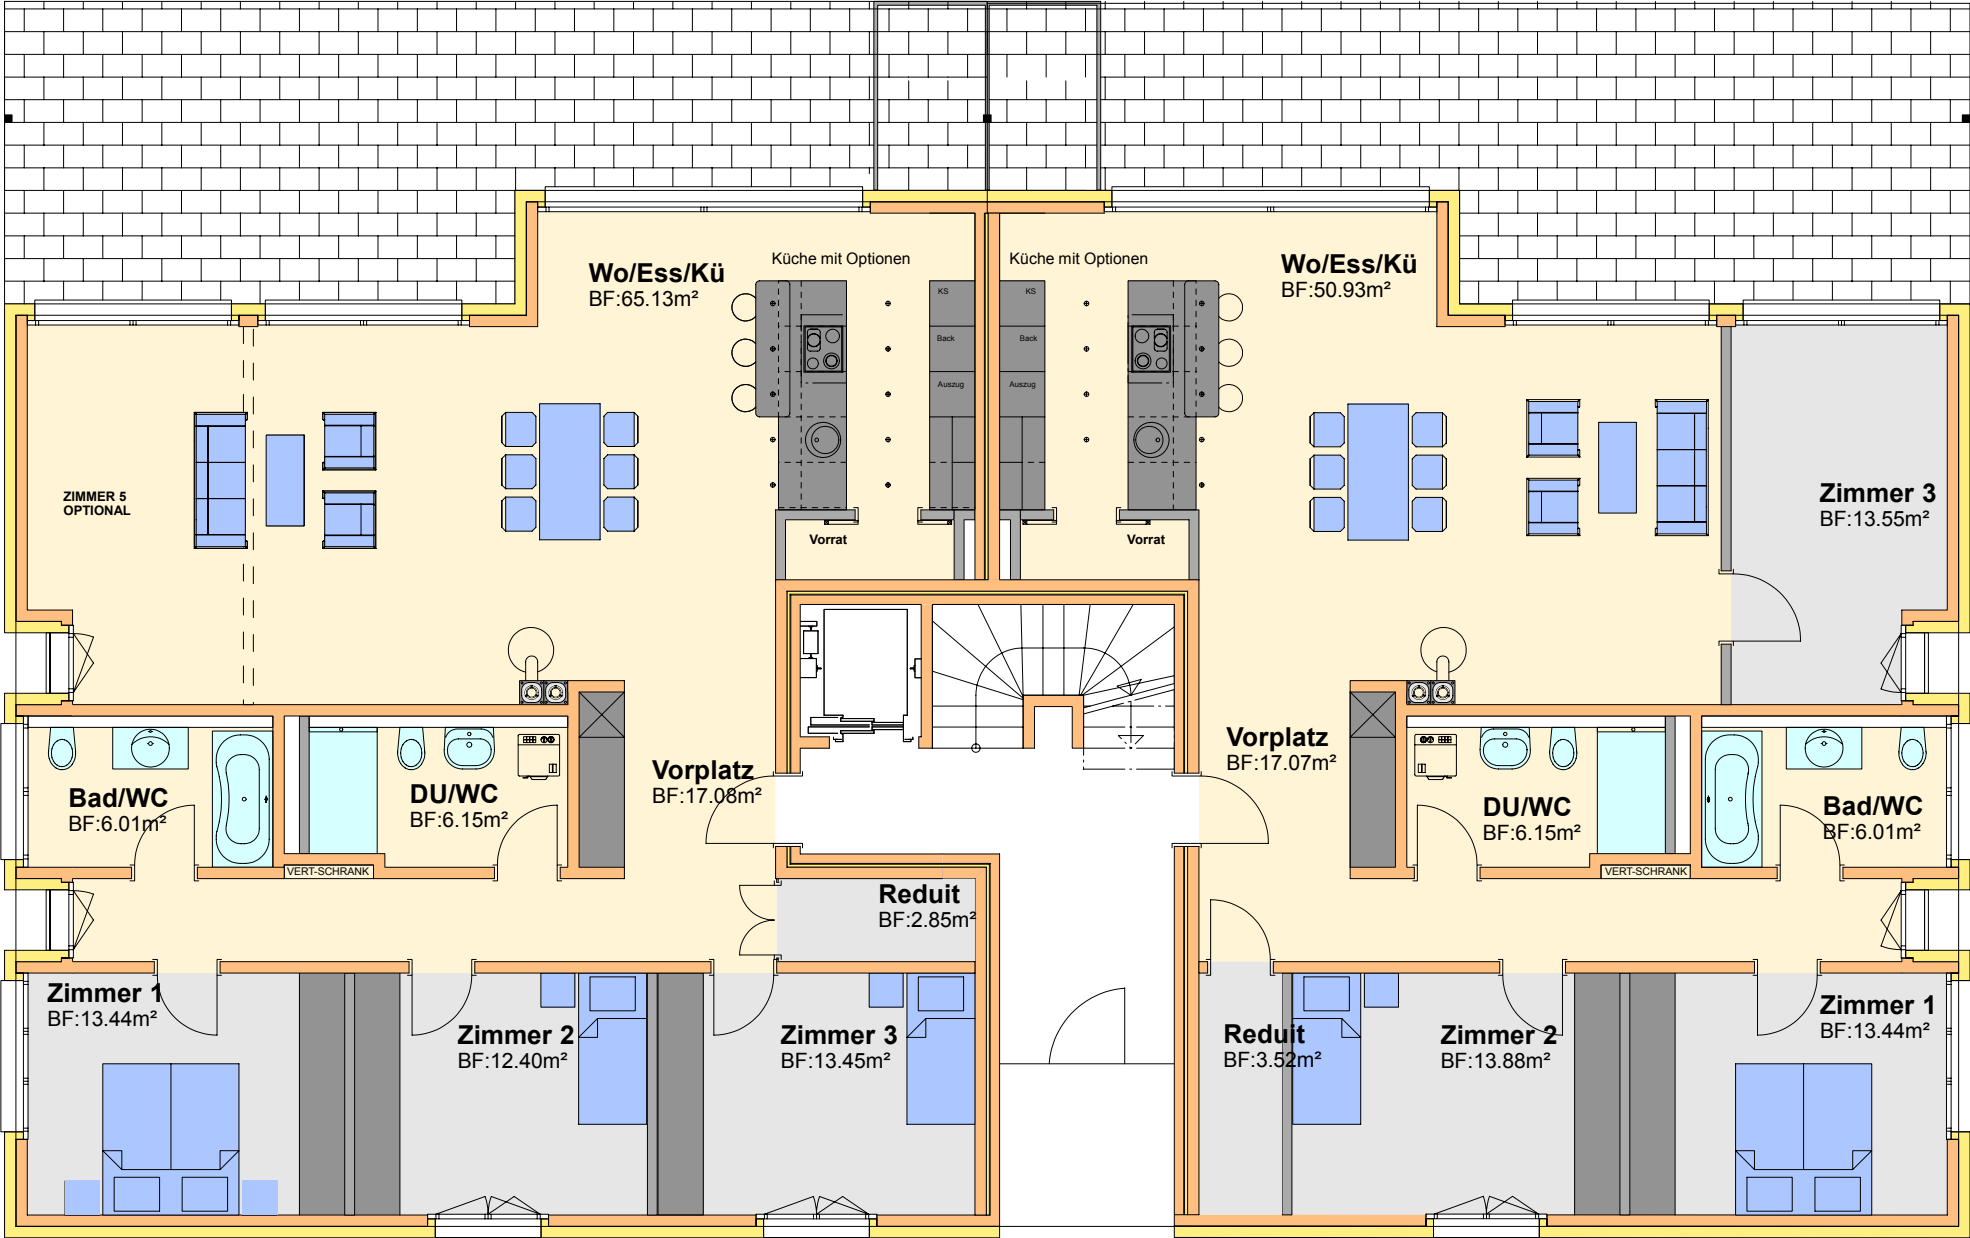 Küche mit Optionen
Küche mit Optionen
Wo/Ess/Kü
BF:65.13m²
Wo/Ess/Kü
BF:50.93m²
KS
KS
Back
Back
Auszug
Auszug
ZIMMER 5
OPTIONAL
Zimmer 3
BF:13.55m²
Vorrat
Vorrat
Vorplatz
BF:17.08m²
Vorplatz
BF:17.07m²
Bad/WC
BF:6.01m²
DU/WC
BF:6.15m²
DU/WC
BF:6.15m²
Bad/WC
BF:6.01m²
VERT-SCHRANK
VERT-SCHRANK
Reduit
BF:2.85m²
Zimmer 1
BF:13.44m²
Zimmer 2
BF:12.40m²
Zimmer 3
BF:13.45m²
Reduit
BF:3.52m²
Zimmer 2
BF:13.88m²
Zimmer 1
BF:13.44m²